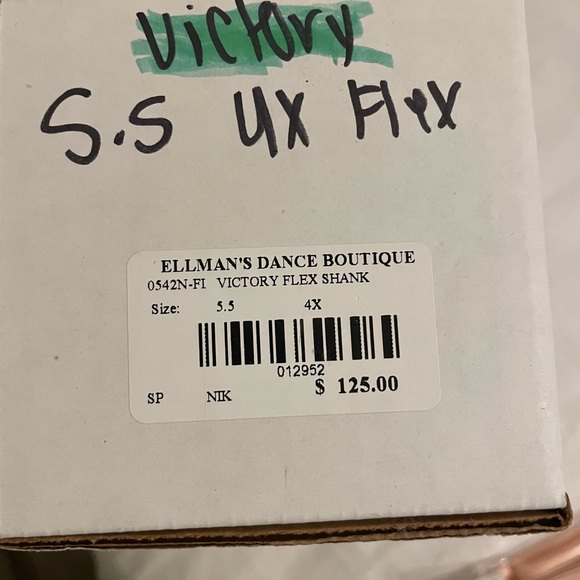 Victory
5.5 4X Flex
ELLMAN'S DANCE BOUTIQUE
0542N-FI VICTORY FLEX SHANK
Size: 5.5 4X
012952
$ 125.00
SP NIK